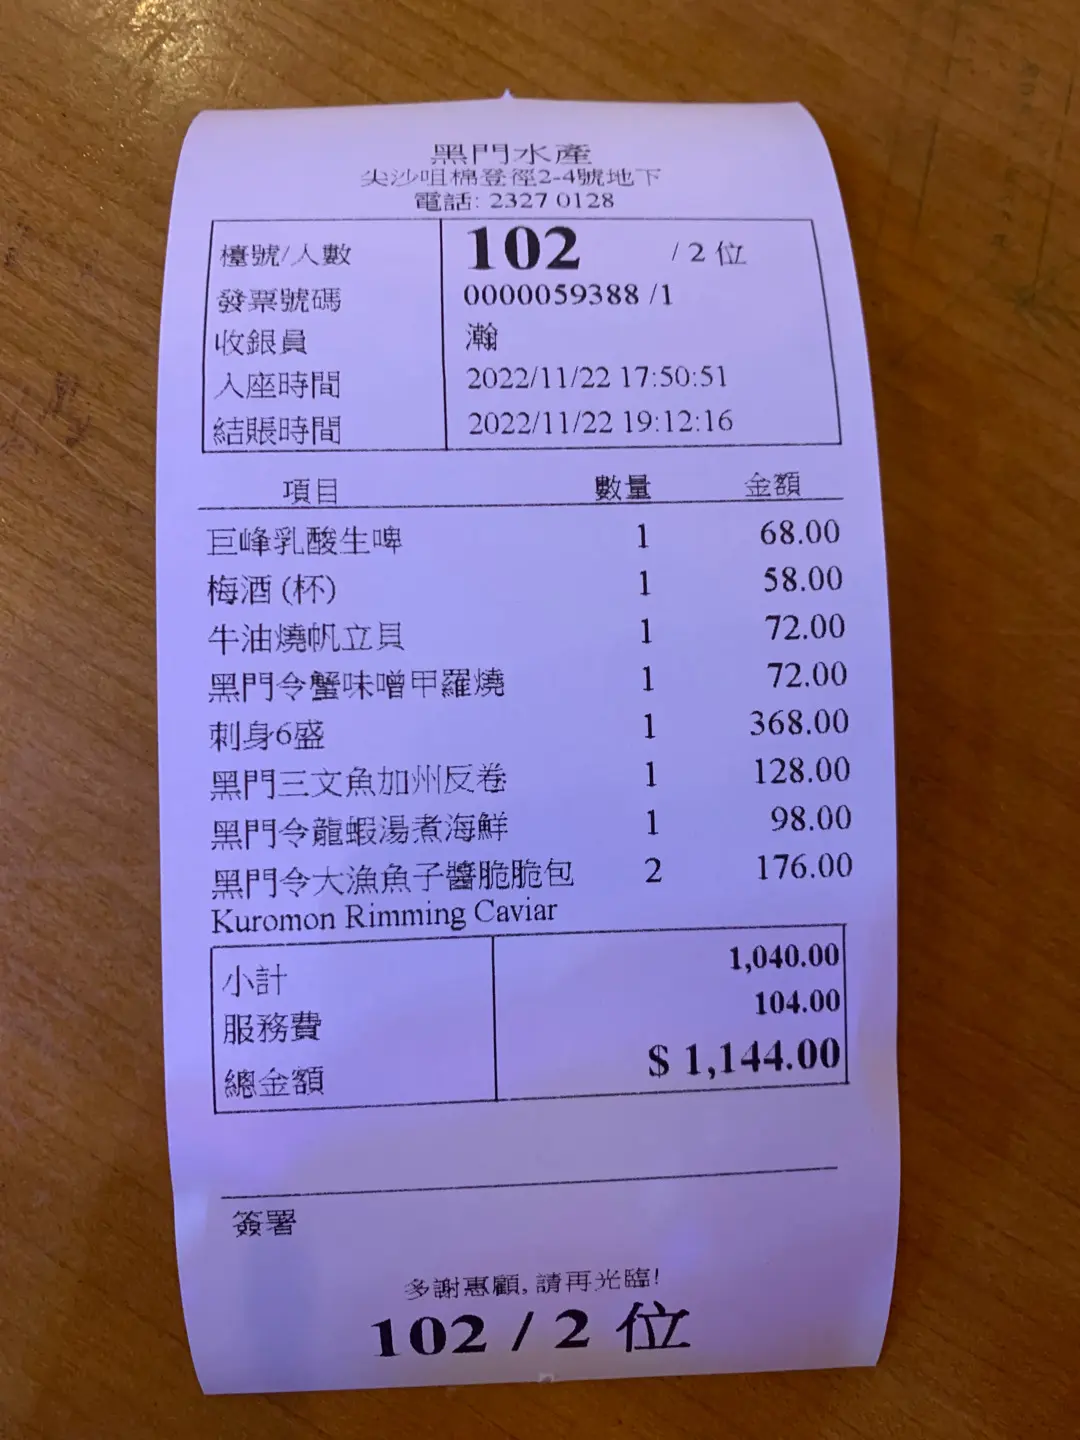 黑門水產
尖沙咀棉登徑2-4號地下
電話: 2327 0128
檯號/人數 102 / 2 位
發票號碼 0000059388 /1
收銀員 瀚
入座時間 2022/11/22 17:50:51
結賬時間 2022/11/22 19:12:16
項目 數量 金額
巨峰乳酸生啤 1 68.00
梅酒 (杯) 1 58.00
牛油燒帆立貝 1 72.00
黑門令蟹味噌甲羅燒 1 72.00
刺身6盛 1 368.00
黑門三文魚加州反卷 1 128.00
黑門令龍蝦湯煮海鮮 1 98.00
黑門令大漁魚子醬脆脆包 2 176.00
Kuromon Rimming Caviar
小計 1,040.00
服務費 104.00
總金額 $ 1,144.00
簽署
多謝惠顧, 請再光臨!
102 / 2 位